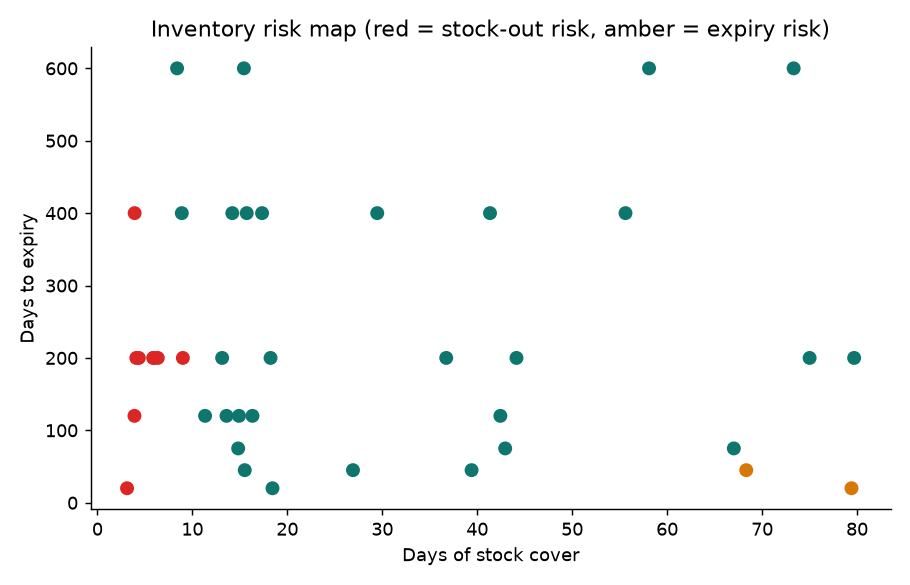 Inventory risk map (red = stock-out risk, amber = expiry risk)
Days to expiry
600
500
400
300
200
100
0
0 10 20 30 40 50 60 70 80
Days of stock cover